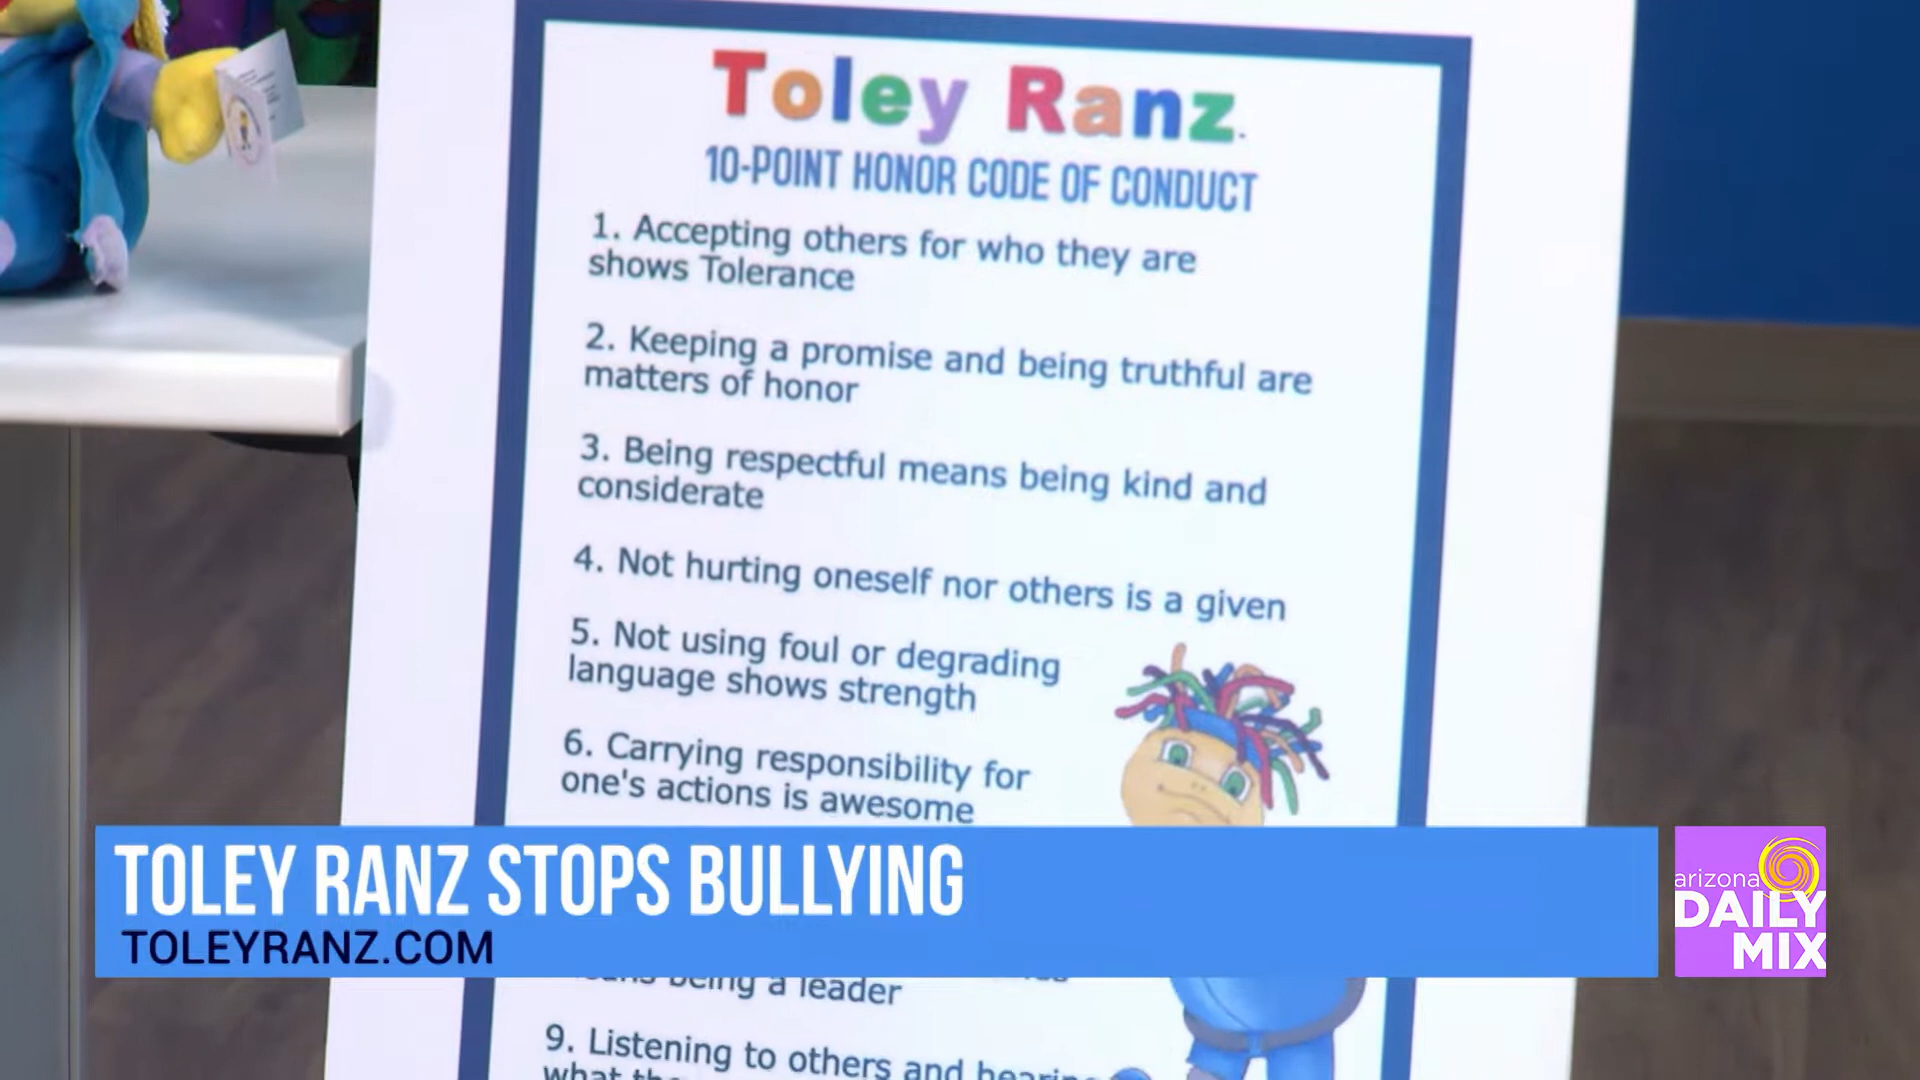 Toley Ranz
10-POINT HONOR CODE OF CONDUCT
1. Accepting others for who they are
shows Tolerance
2. Keeping a promise and being truthful are
matters of honor
3. Being respectful means being kind and
considerate
4. Not hurting oneself nor others is a given
5. Not using foul or degrading
language shows strength
6. Carrying responsibility for
one's actions is awesome
TOLEY RANZ STOPS BULLYING
TOLEYRANZ.COM
arizona
DAILY
MIX
being a leader
9. Listening to others and
what